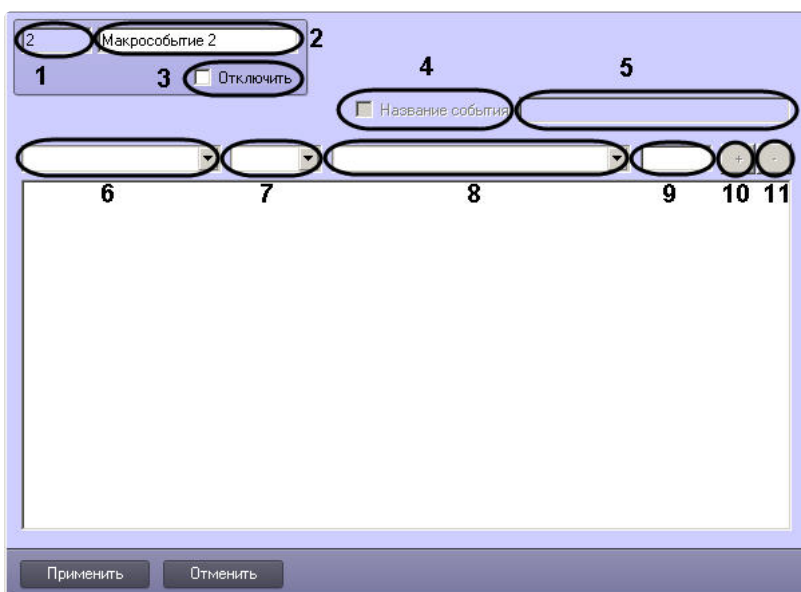 2 Макрособытие 2 2
1 3 Отключить 4 5
Название события
+ -
6 7 8 9 10 11
Применить Отменить